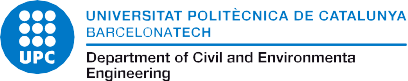 UPC
UNIVERSITAT POLITÈCNICA DE CATALUNYA
BARCELONATECH
Department of Civil and Environmenta
Engineering